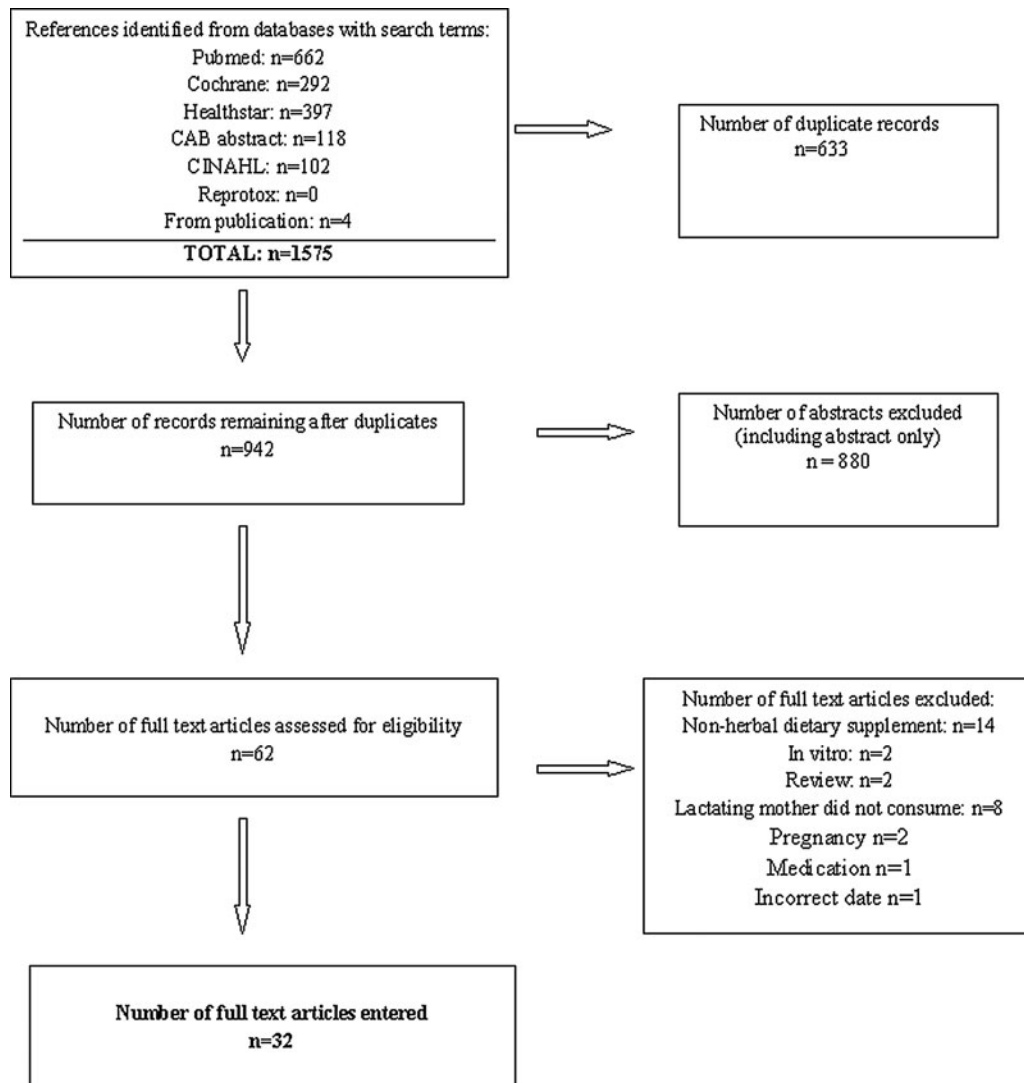 References identified from databases with search terms:
Pubmed: n=662
Cochrane: n=292
Healthstar: n=397
CAB abstract: n=118
CINAHL: n=102
Reprotox: n=0
From publication: n=4
TOTAL: n=1575
Number of duplicate records
n=633
Number of records remaining after duplicates
n=942
Number of abstracts excluded
(including abstract only)
n = 880
Number of full text articles assessed for eligibility
n=62
Number of full text articles excluded:
Non-herbal dietary supplement: n=14
In vitro: n=2
Review: n=2
Lactating mother did not consume: n=8
Pregnancy n=2
Medication n=1
Incorrect date n=1
Number of full text articles entered
n=32